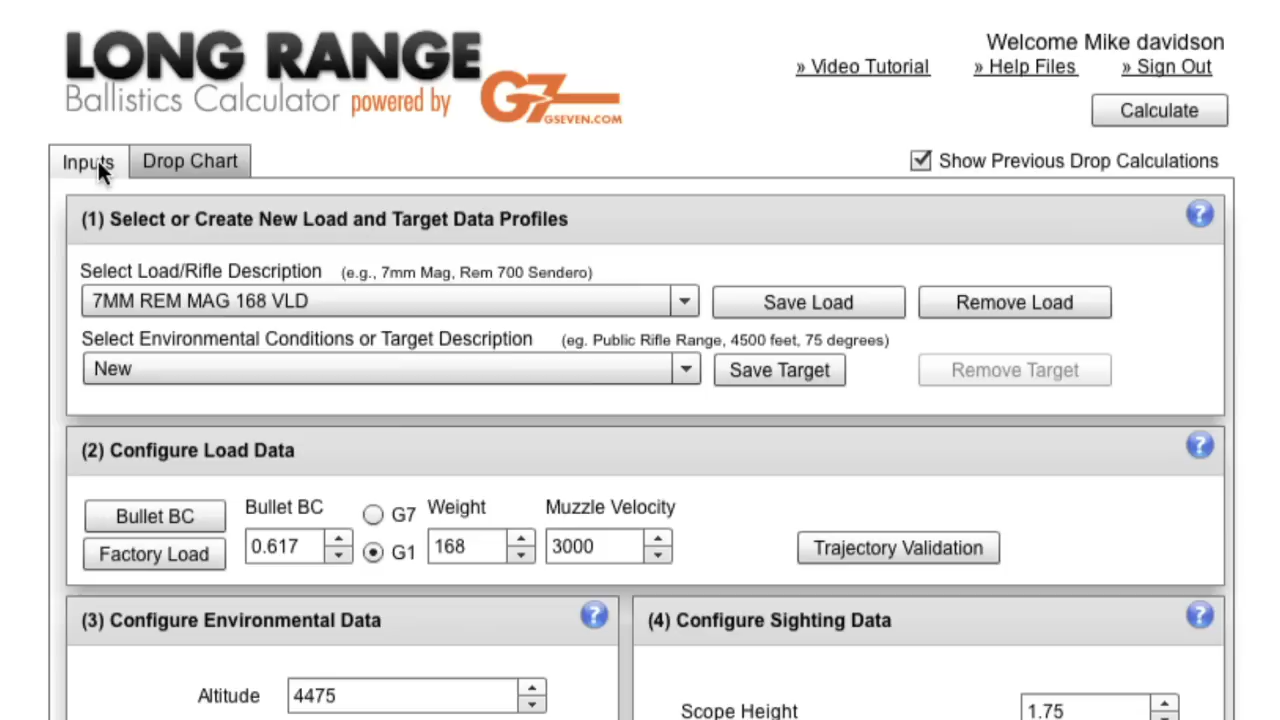 LONG RANGE
Ballistics Calculator powered by G7
GSEVEN.COM
Welcome Mike davidson
» Video Tutorial » Help Files » Sign Out
Calculate
Inputs Drop Chart
Show Previous Drop Calculations
(1) Select or Create New Load and Target Data Profiles ?
Select Load/Rifle Description (e.g., 7mm Mag, Rem 700 Sendero)
7MM REM MAG 168 VLD Save Load Remove Load
Select Environmental Conditions or Target Description (eg. Public Rifle Range, 4500 feet, 75 degrees)
New Save Target Remove Target
(2) Configure Load Data ?
Bullet BC Bullet BC G7 Weight Muzzle Velocity
Factory Load 0.617 G1 168 3000 Trajectory Validation
(3) Configure Environmental Data ? (4) Configure Sighting Data ?
Altitude 4475
Scope Height 1.75